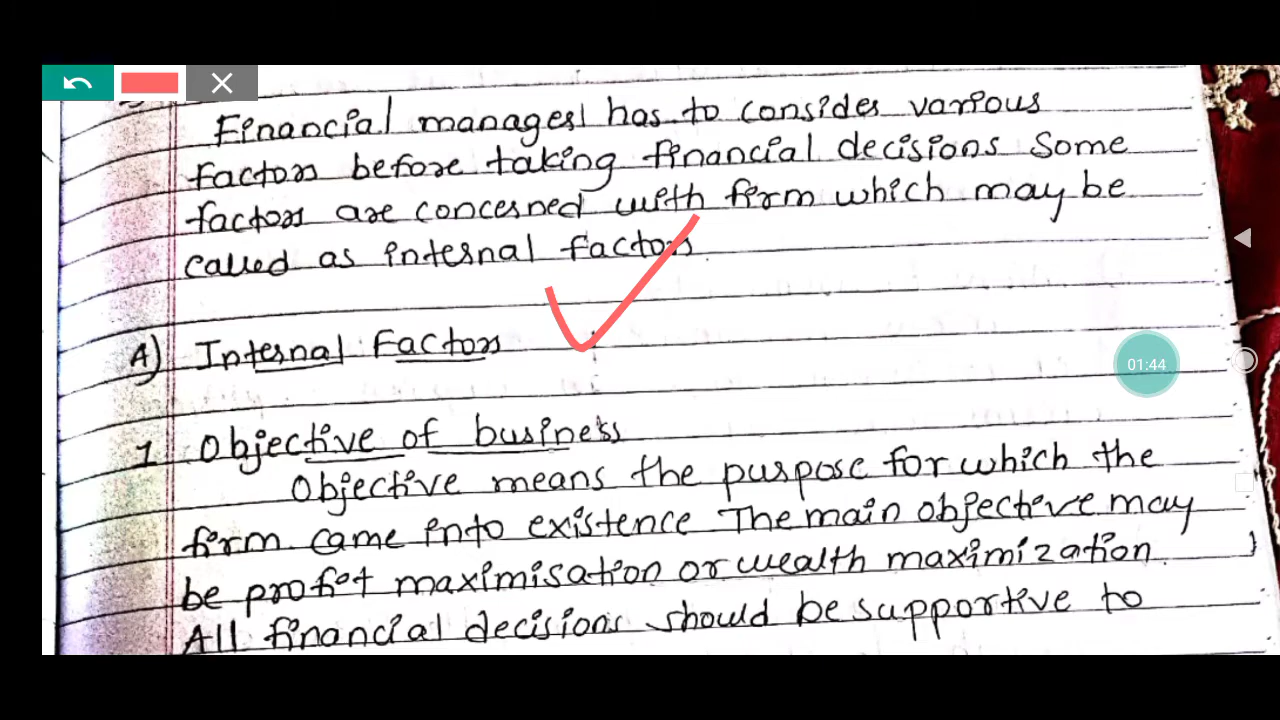 Financial manager has to consider various
factors before taking financial decisions Some
factors are concerned with firm which may be
called as internal factors.
A) Internal Factors
01:44
1 Objective of business
Objective means the purpose for which the
firm came into existence The main objective may
be profit maximisation or wealth maximization.
All financial decisions should be supportive to